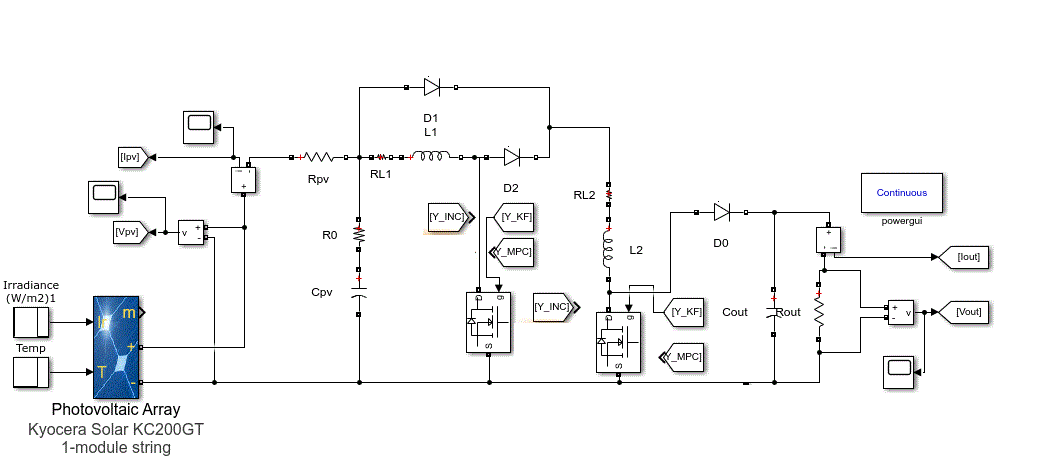 D1
L1
[Ipv]
Rpv
RL1
D2
RL2
Continuous
powergui
[Vpv]
v
+
-
R0
[Y_INC]
[Y_KF]
[Y_MPC]
L2
D0
[Iout]
Irradiance
(W/m2)1
Cpv
[Y_INC]
[Y_KF]
Cout
Rout
v
[Vout]
D
g
S
D
g
S
Temp
Ir
T
m
+
-
[Y_MPC]
Photovoltaic Array
Kyocera Solar KC200GT
1-module string